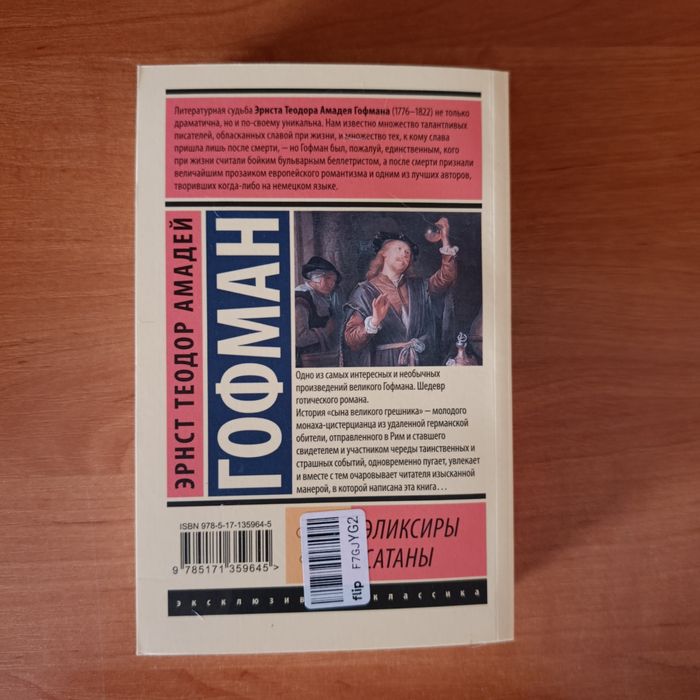 Литературная судьба Эрнста Теодора Амадея Гофмана (1776–1822) не только
драматична, но и по-своему уникальна. Нам известно множество талантливых
писателей, обласканных славой при жизни, и множество тех, к кому слава
пришла лишь после смерти, – но Гофман был, пожалуй, единственным, кого
при жизни считали бойким бульварным беллетристом, а после смерти признали
величайшим прозаиком европейского романтизма и одним из лучших авторов,
творивших когда-либо на немецком языке.
ЭРНСТ ТЕОДОР АМАДЕЙ
ГОФМАН
Одно из самых интересных и необычных
произведений великого Гофмана. Шедевр
готического романа.
История «сына великого грешника» – молодого
монаха-цистерцианца из удаленной германской
обители, отправленного в Рим и ставшего
свидетелем и участником череды таинственных и
страшных событий, одновременно пугает, увлекает
и вместе с тем очаровывает читателя изысканной
манерой, в которой написана эта книга...
ISBN 978-5-17-135964-5
9 785171 359645 >
flip F7GJYG2
ЭЛИКСИРЫ
САТАНЫ
эксклюзив классика